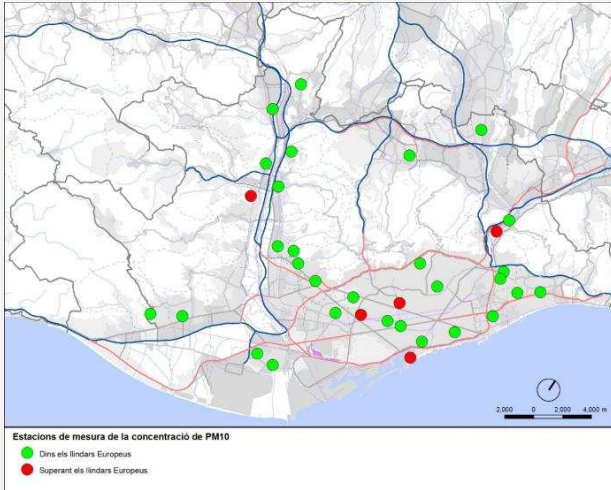 2.000 0 2.000 4.000 m
Estacions de mesura de la concentració de PM10
Dins els llindars Europeus
Superant els llindars Europeus